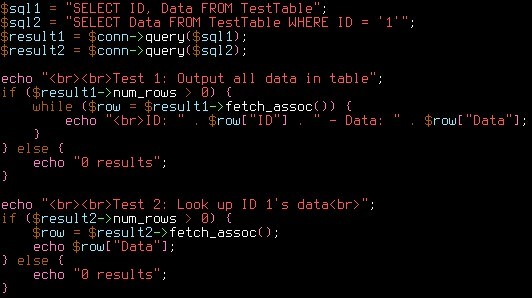 $sql1 = "SELECT ID, Data FROM TestTable";
$sql2 = "SELECT Data FROM TestTable WHERE ID = '1'";
$result1 = $conn->query($sql1);
$result2 = $conn->query($sql2);

echo "<br><br>Test 1: Output all data in table";
if ($result1->num_rows > 0) {
    while ($row = $result1->fetch_assoc()) {
        echo "<br>ID: " . $row["ID"] . " - Data: " . $row["Data"];
    }
} else {
    echo "0 results";
}

echo "<br><br>Test 2: Look up ID 1's data<br>";
if ($result2->num_rows > 0) {
    $row = $result2->fetch_assoc();
    echo $row["Data"];
} else {
    echo "0 results";
}